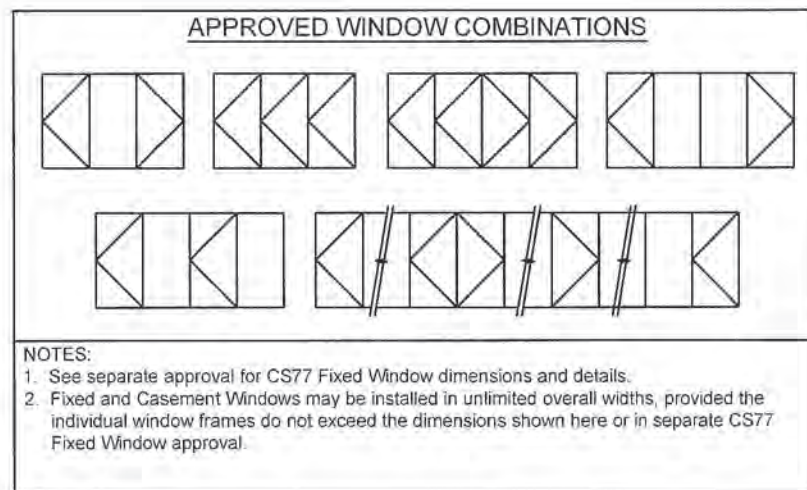 APPROVED WINDOW COMBINATIONS
NOTES:
1. See separate approval for CS77 Fixed Window dimensions and details.
2. Fixed and Casement Windows may be installed in unlimited overall widths, provided the
individual window frames do not exceed the dimensions shown here or in separate CS77
Fixed Window approval.